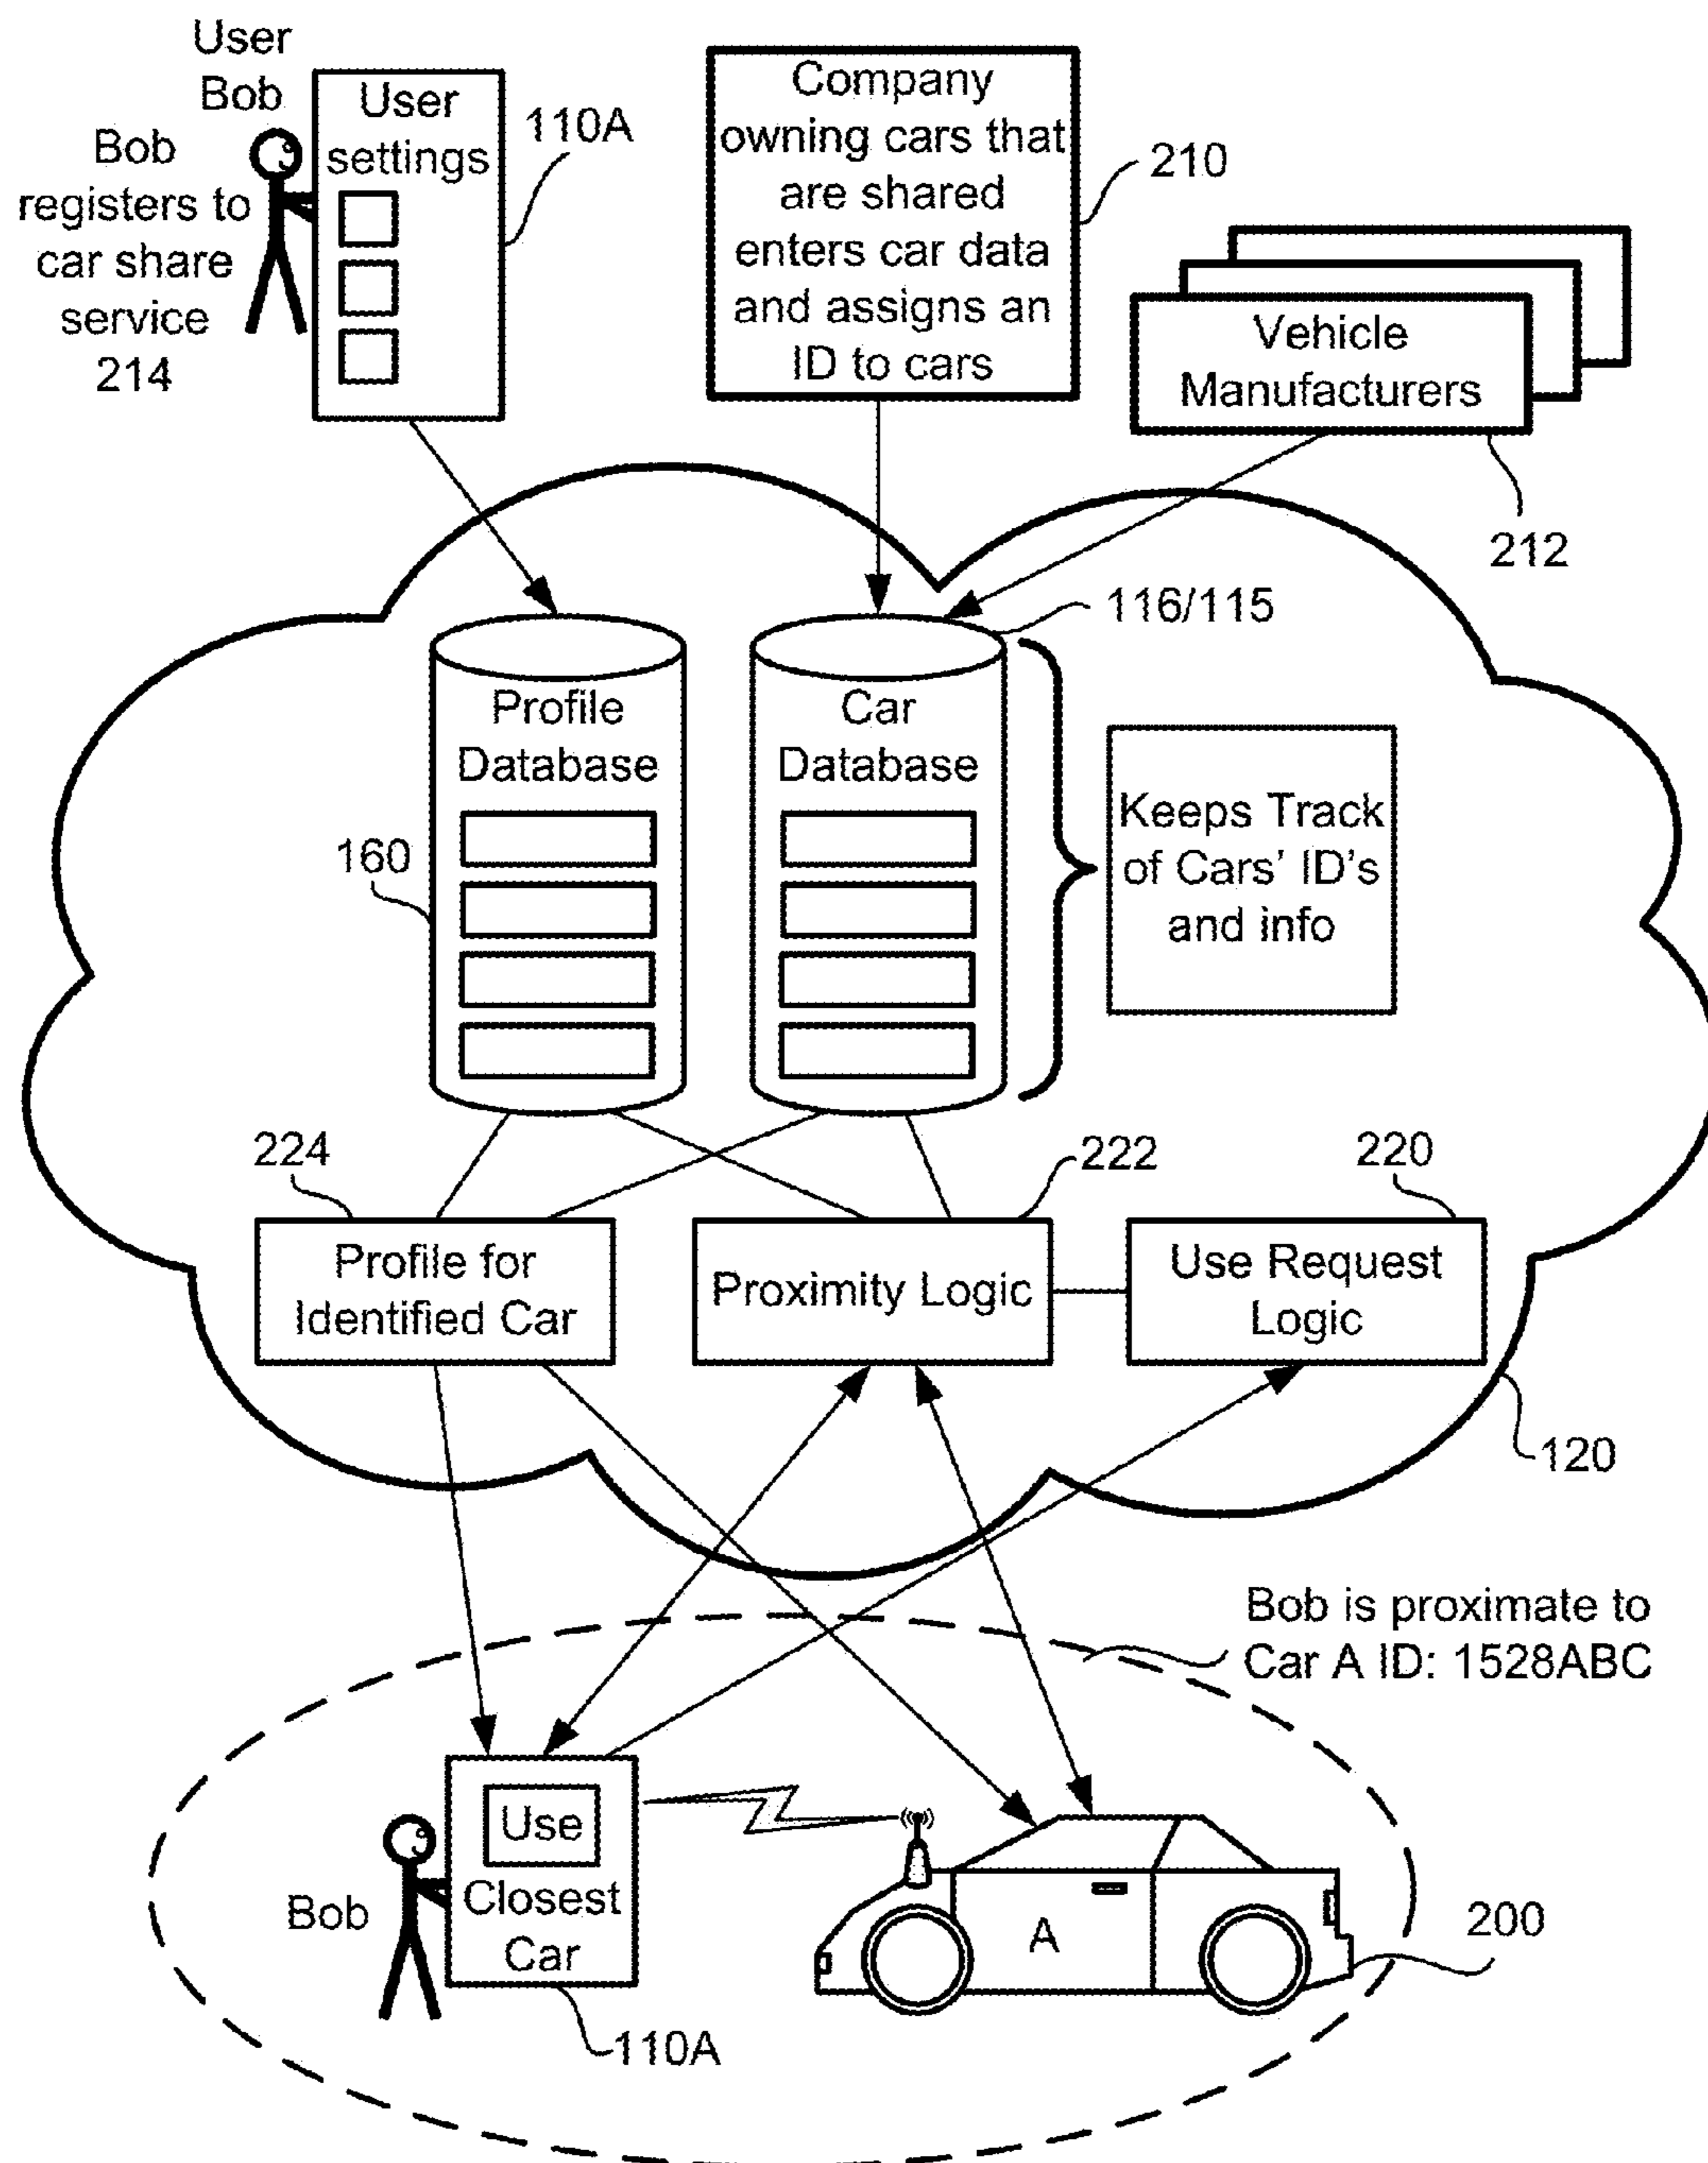 User
Bob
Bob
registers to
car share
service
214
User
settings
110A
Company
owning cars that
are shared
enters car data
and assigns an
ID to cars
210
Vehicle
Manufacturers
212
116/115
Profile
Database
Car
Database
160
Keeps Track
of Cars' ID's
and info
224
222
220
Profile for
Identified Car
Proximity Logic
Use Request
Logic
120
Bob is proximate to
Car A ID: 1528ABC
Use
Closest
Car
Bob
A
200
110A